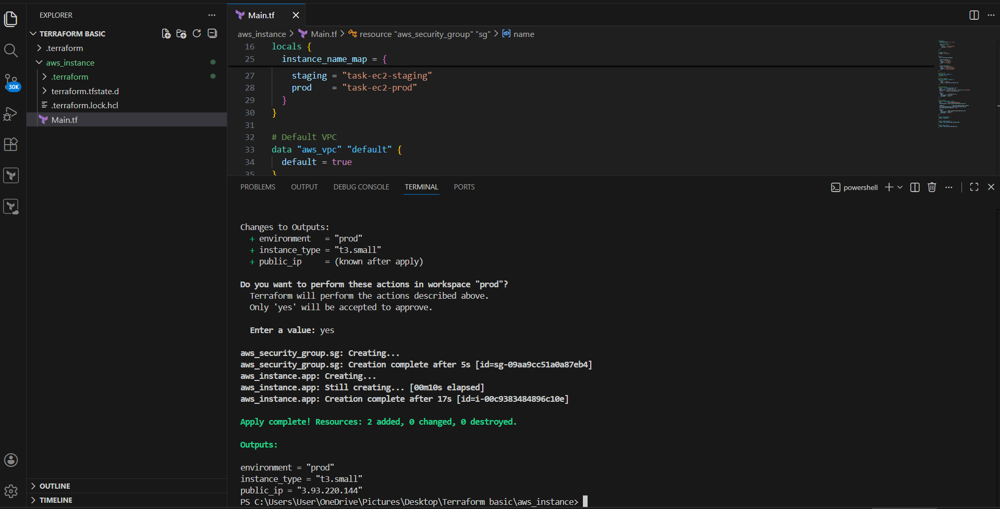 EXPLORER
TERRAFORM BASIC
.terraform
aws_instance
.terraform
terraform.tfstate.d
.terraform.lock.hcl
Main.tf
30K
OUTLINE
TIMELINE
Main.tf
aws_instance > Main.tf > resource "aws_security_group" "sg" > name
16 locals {
25 instance_name_map = {
27 staging = "task-ec2-staging"
28 prod    = "task-ec2-prod"
29 }
30 }
31
32 # Default VPC
33 data "aws_vpc" "default" {
34 default = true
35 }
PROBLEMS OUTPUT DEBUG CONSOLE TERMINAL PORTS
powershell
Changes to Outputs:
+ environment   = "prod"
+ instance_type = "t3.small"
+ public_ip     = (known after apply)
Do you want to perform these actions in workspace "prod"?
Terraform will perform the actions described above.
Only 'yes' will be accepted to approve.
Enter a value: yes
aws_security_group.sg: Creating...
aws_security_group.sg: Creation complete after 5s [id=sg-09aa9cc51a0a87eb4]
aws_instance.app: Creating...
aws_instance.app: Still creating... [00m10s elapsed]
aws_instance.app: Creation complete after 17s [id=i-00c9383484896c10e]
Apply complete! Resources: 2 added, 0 changed, 0 destroyed.
Outputs:
environment = "prod"
instance_type = "t3.small"
public_ip = "3.93.220.144"
PS C:\Users\User\OneDrive\Pictures\Desktop\Terraform basic\aws_instance>